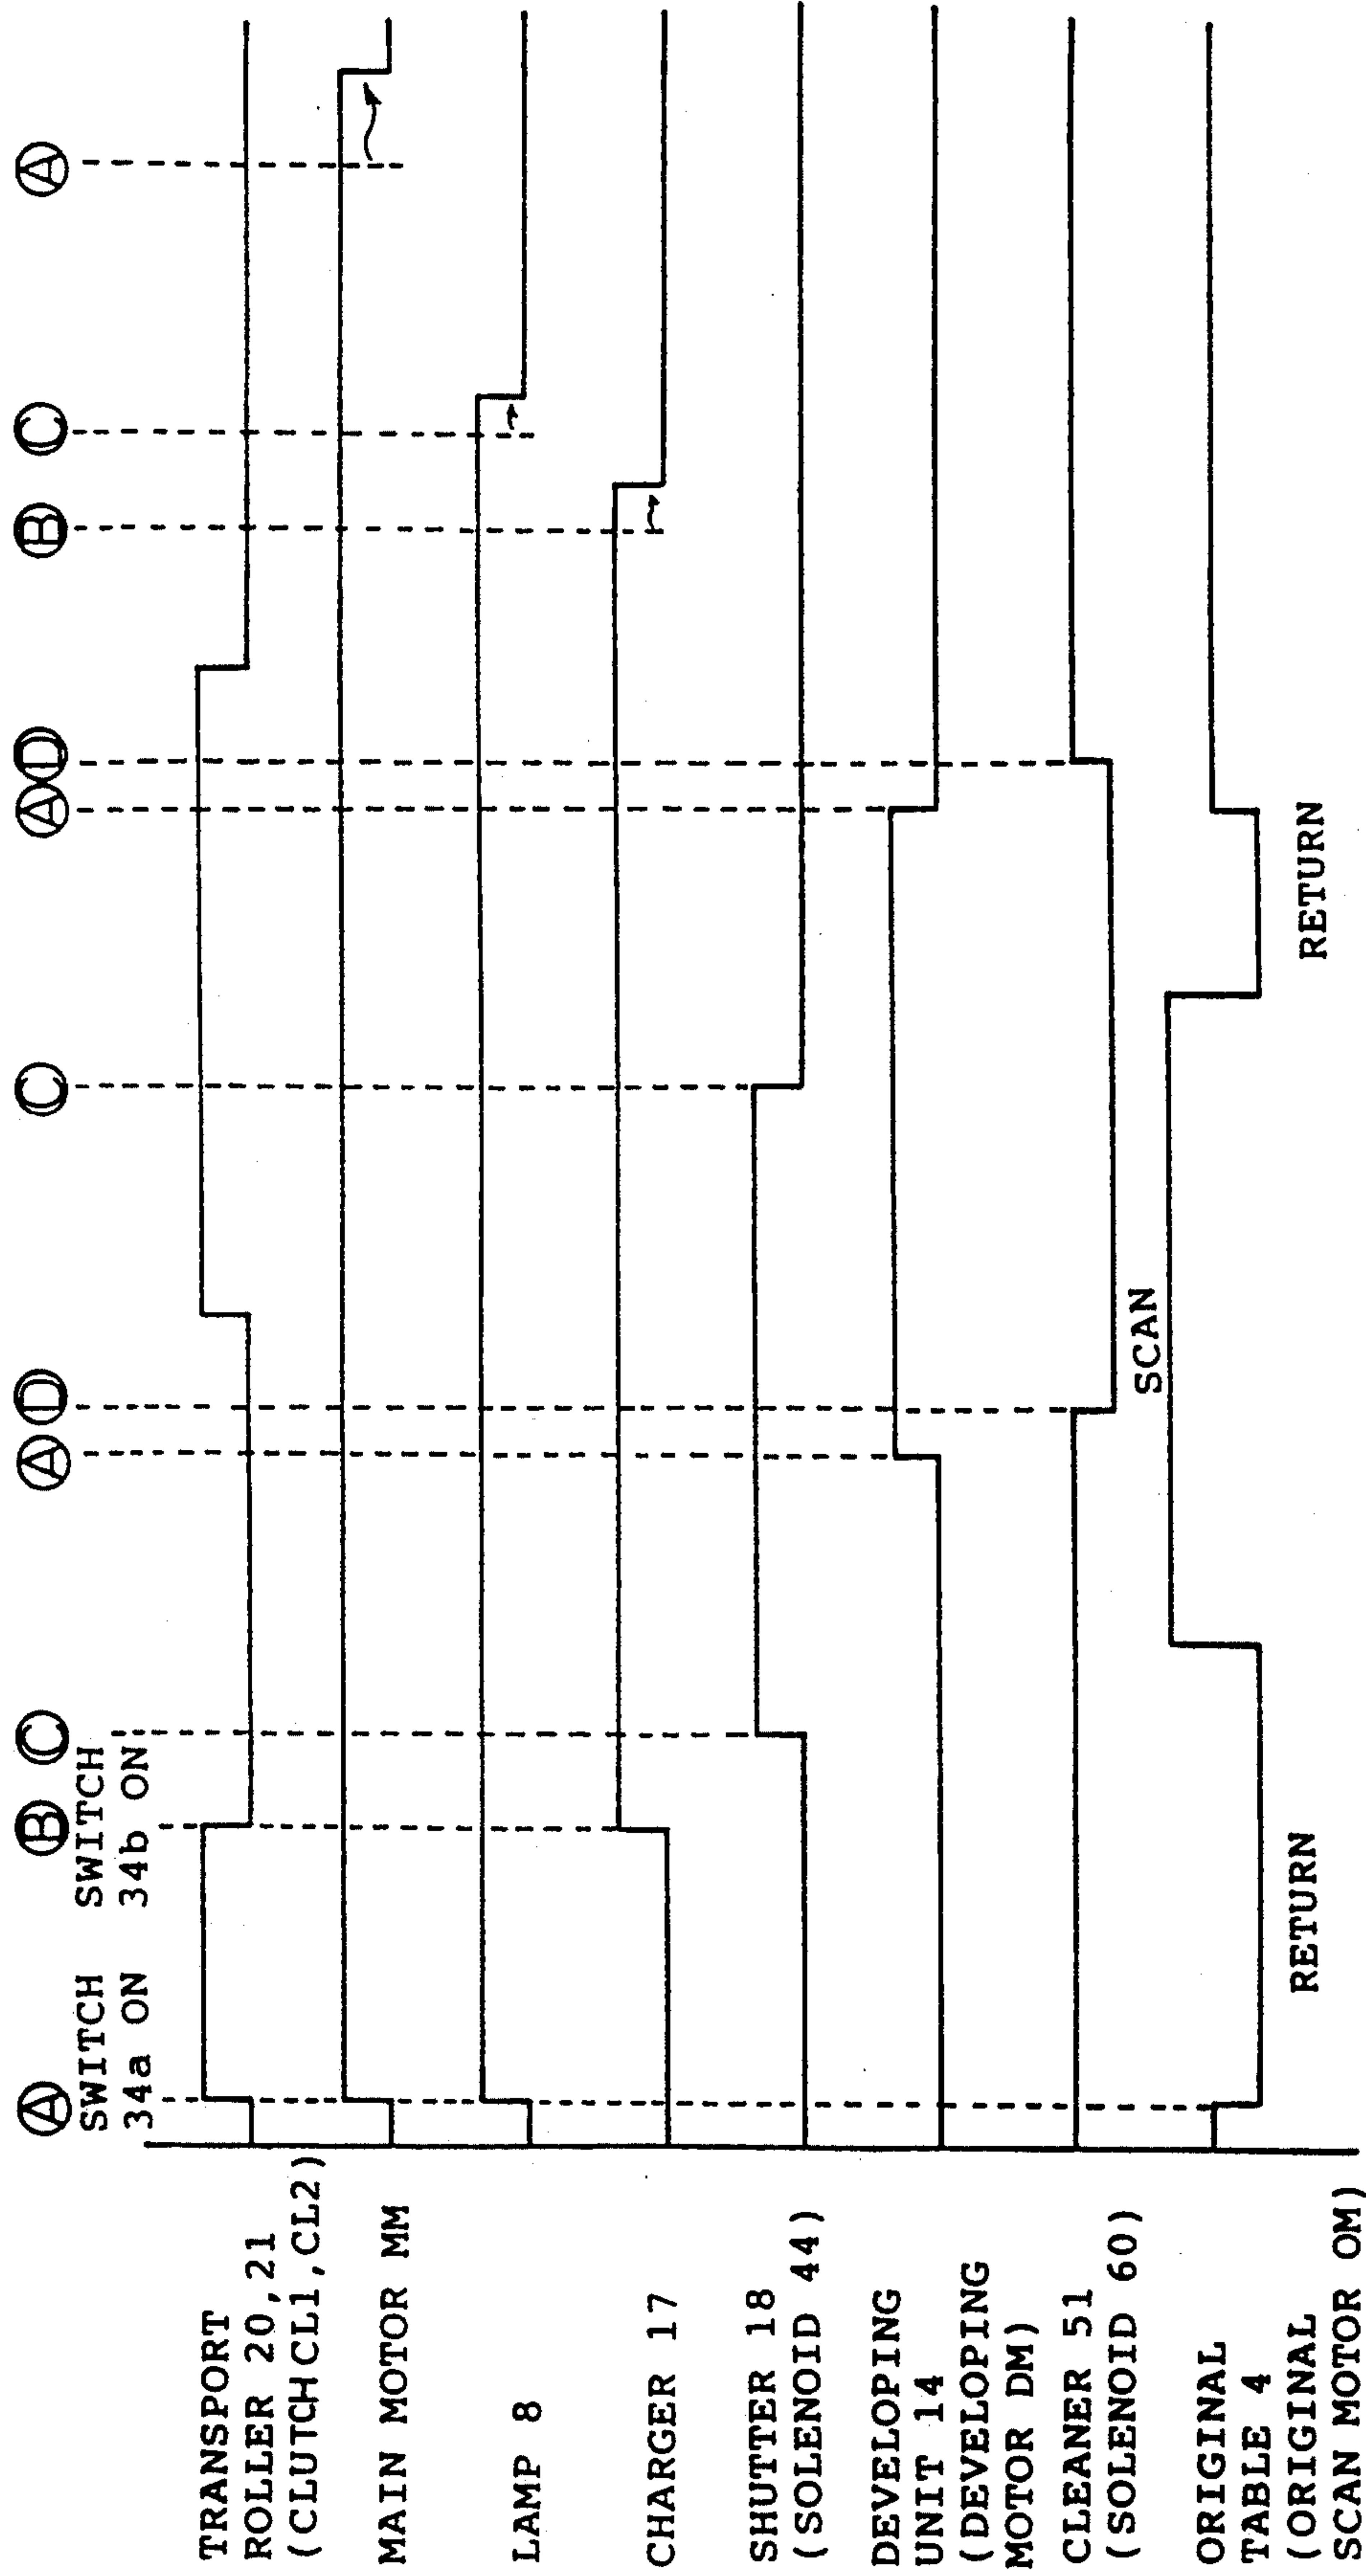 Ⓐ Ⓑ Ⓒ Ⓐ Ⓓ Ⓒ Ⓐ Ⓓ Ⓑ Ⓒ Ⓐ
SWITCH SWITCH
34a ON 34b ON
TRANSPORT
ROLLER 20,21
(CLUTCH CL1,CL2)
MAIN MOTOR MM
LAMP 8
CHARGER 17
SHUTTER 18
(SOLENOID 44)
DEVELOPING
UNIT 14
(DEVELOPING
MOTOR DM)
CLEANER 51
(SOLENOID 60)
SCAN
ORIGINAL
TABLE 4
(ORIGINAL
SCAN MOTOR OM)
RETURN
RETURN